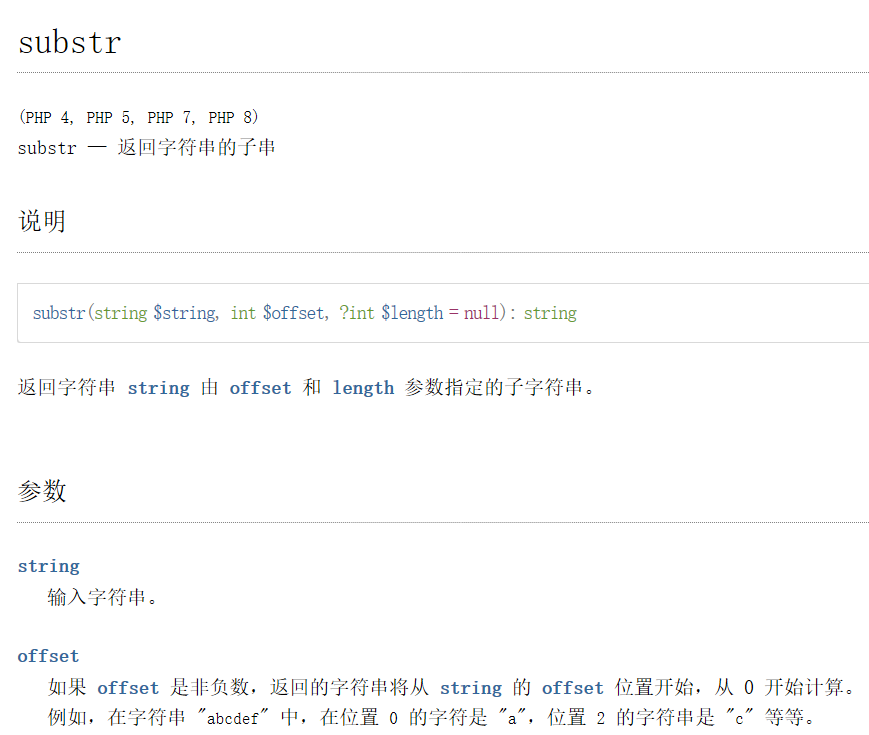 substr
(PHP 4, PHP 5, PHP 7, PHP 8)
substr — 返回字符串的子串
说明
substr(string $string, int $offset, ?int $length = null): string
返回字符串 string 由 offset 和 length 参数指定的子字符串。
参数
string
输入字符串。
offset
如果 offset 是非负数，返回的字符串将从 string 的 offset 位置开始，从 0 开始计算。
例如，在字符串 "abcdef" 中，在位置 0 的字符是 "a"，位置 2 的字符串是 "c" 等等。